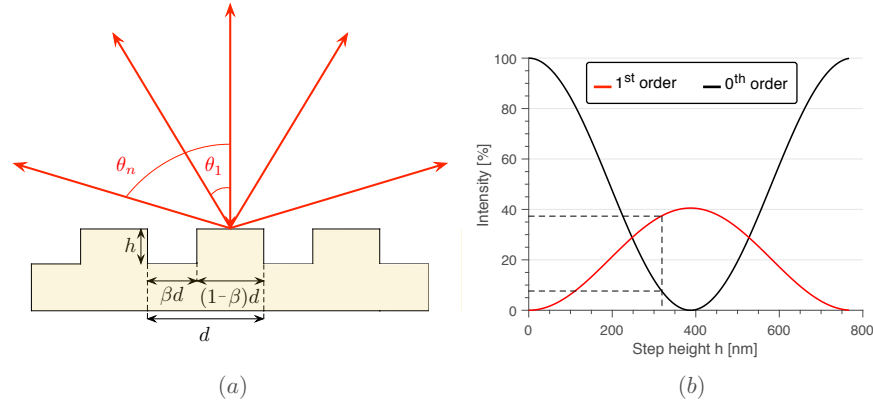 θₙ
θ₁
h
βd
(1-β)d
d
(a)
1ˢᵗ order
0ᵗʰ order
Intensity [%]
100
80
60
40
20
0
0
200
400
600
800
Step height h [nm]
(b)